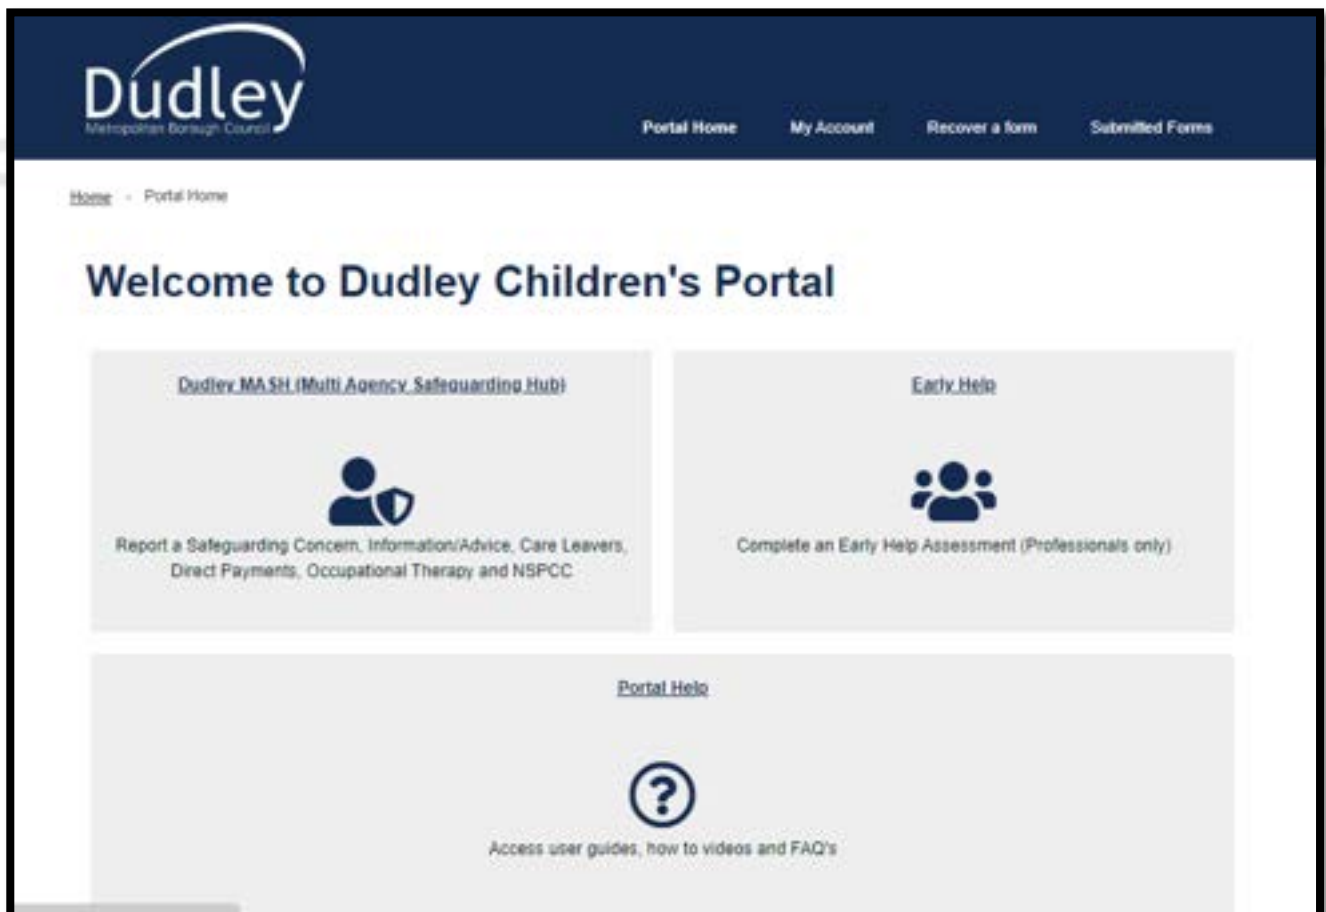 Dudley
Metropolitan Borough Council
Portal Home My Account Recover a form Submitted Forms
Home - Portal Home
Welcome to Dudley Children's Portal
Dudley MASH (Multi Agency Safeguarding Hub)
Report a Safeguarding Concern, Information/Advice, Care Leavers,
Direct Payments, Occupational Therapy and NSPCC
Early Help
Complete an Early Help Assessment (Professionals only)
Portal Help
?
Access user guides, how to videos and FAQ's